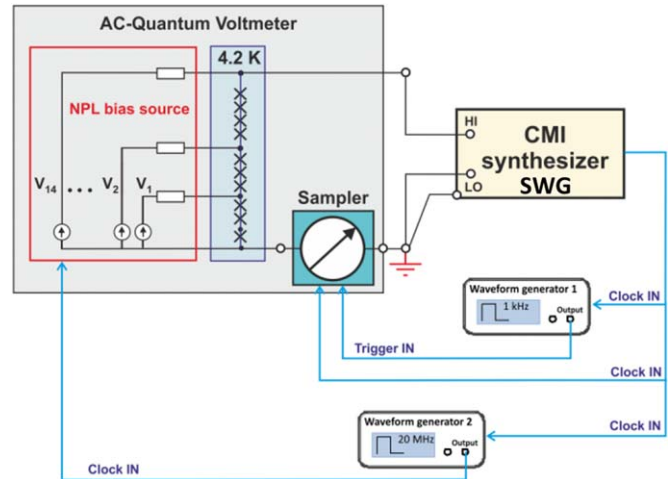 AC-Quantum Voltmeter
4.2 K
NPL bias source
V14 ... V2 V1
Sampler
HI
LO
CMI
synthesizer
SWG
Waveform generator 1
1 kHz
Output
Clock IN
Trigger IN
Clock IN
Waveform generator 2
20 MHz
Output
Clock IN
Clock IN